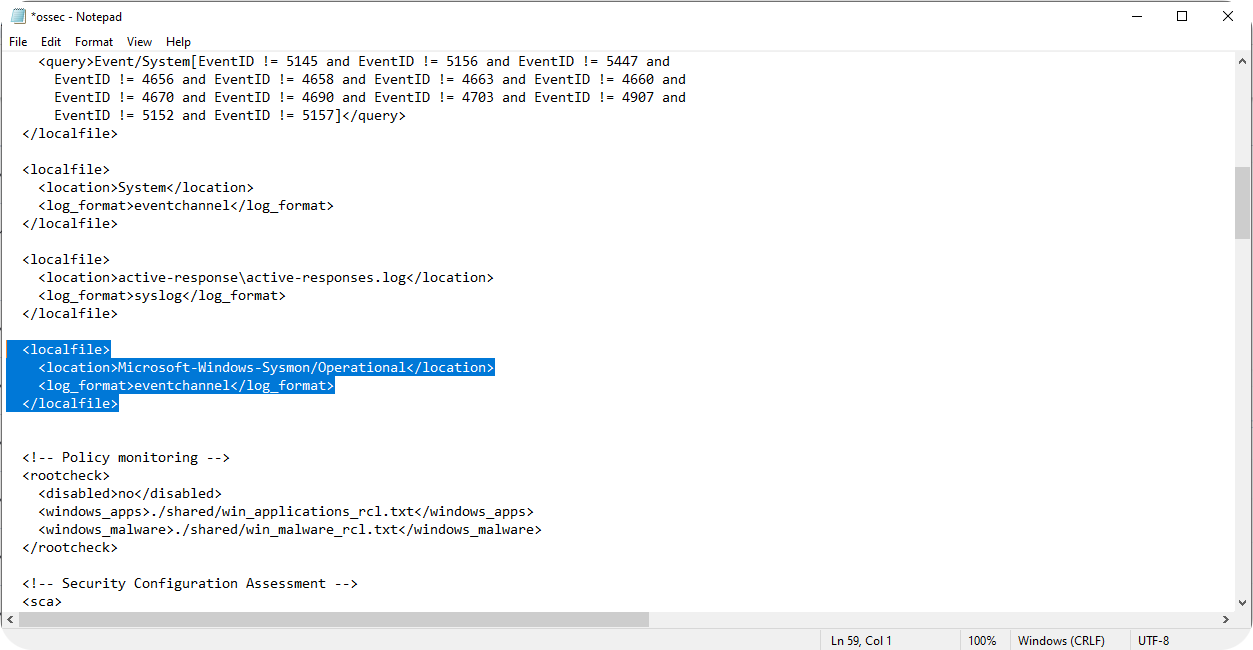 *ossec - Notepad
File Edit Format View Help
<query>Event/System[EventID != 5145 and EventID != 5156 and EventID != 5447 and
EventID != 4656 and EventID != 4658 and EventID != 4663 and EventID != 4660 and
EventID != 4670 and EventID != 4690 and EventID != 4703 and EventID != 4907 and
EventID != 5152 and EventID != 5157]</query>
</localfile>
<localfile>
<location>System</location>
<log_format>eventchannel</log_format>
</localfile>
<localfile>
<location>active-response\active-responses.log</location>
<log_format>syslog</log_format>
</localfile>
<localfile>
<location>Microsoft-Windows-Sysmon/Operational</location>
<log_format>eventchannel</log_format>
</localfile>
<!-- Policy monitoring -->
<rootcheck>
<disabled>no</disabled>
<windows_apps>./shared/win_applications_rcl.txt</windows_apps>
<windows_malware>./shared/win_malware_rcl.txt</windows_malware>
</rootcheck>
<!-- Security Configuration Assessment -->
<sca>
Ln 59, Col 1 100% Windows (CRLF) UTF-8